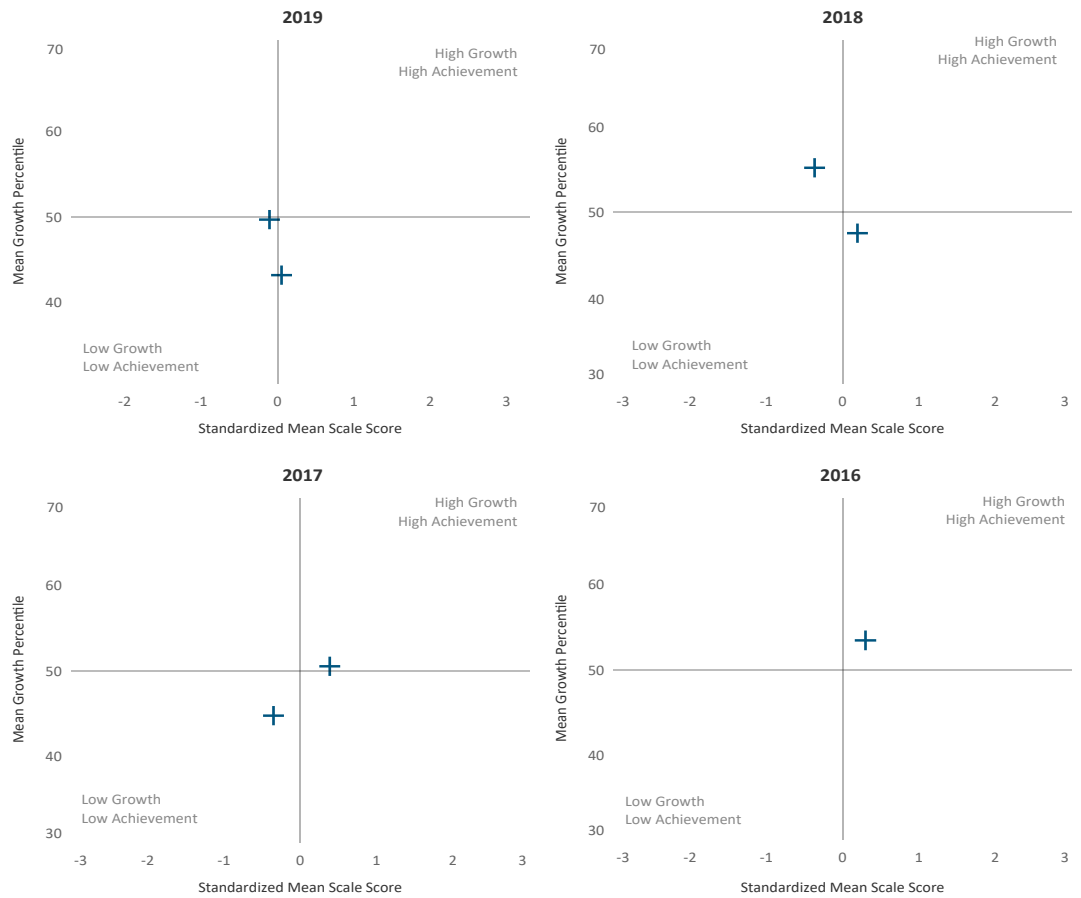 2019
70
60
50
40
Mean Growth Percentile
High Growth
High Achievement
Low Growth
Low Achievement
-2 -1 0 1 2 3
Standardized Mean Scale Score
2018
70
60
50
40
30
Mean Growth Percentile
High Growth
High Achievement
Low Growth
Low Achievement
-3 -2 -1 0 1 2 3
Standardized Mean Scale Score
2017
70
60
50
40
30
Mean Growth Percentile
High Growth
High Achievement
Low Growth
Low Achievement
-3 -2 -1 0 1 2 3
Standardized Mean Scale Score
2016
70
60
50
40
30
Mean Growth Percentile
High Growth
High Achievement
Low Growth
Low Achievement
-3 -2 -1 0 1 2 3
Standardized Mean Scale Score